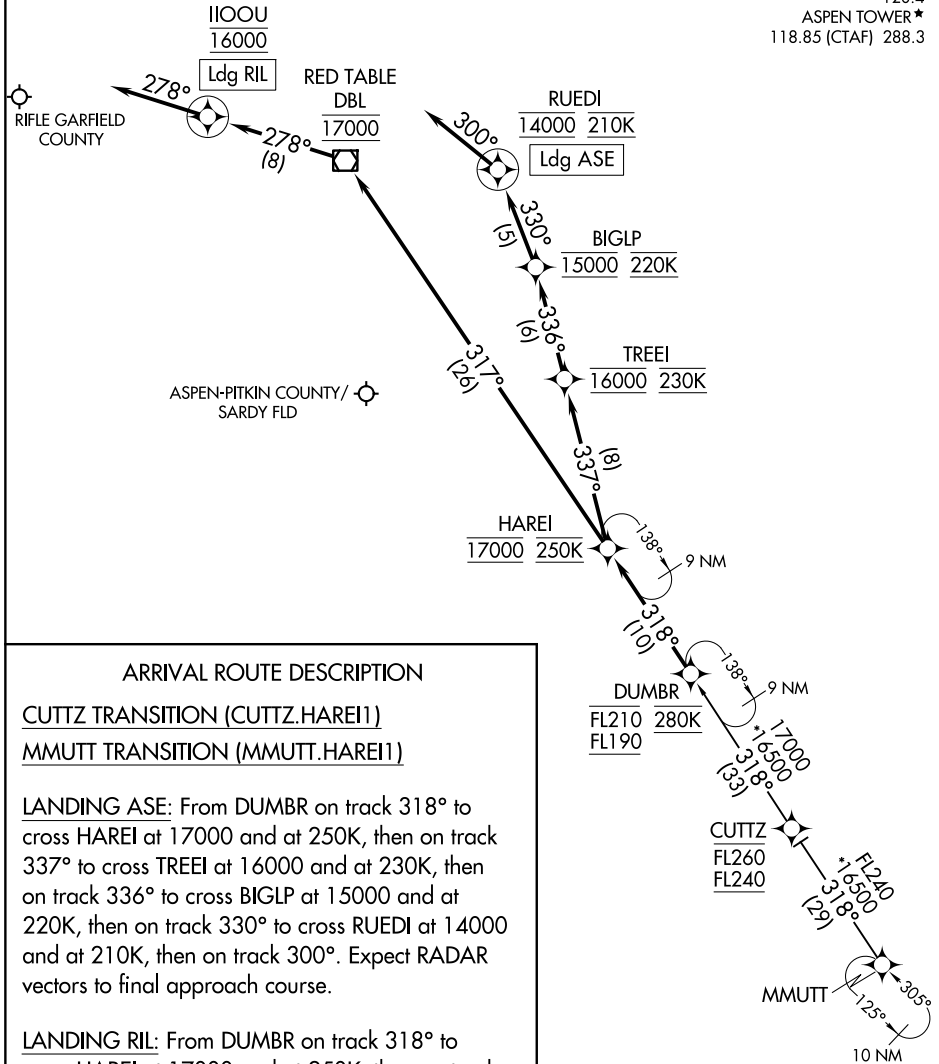 120.4
ASPEN TOWER★
118.85 (CTAF) 288.3
IIOOU
16000
Ldg RIL
278°
RIFLE GARFIELD
COUNTY
278°
(8)
RED TABLE
DBL
17000
300°
RUEDI
14000 210K
Ldg ASE
330°
(5)
BIGLP
15000 220K
336°
(6)
TREEI
16000 230K
317°
(26)
ASPEN-PITKIN COUNTY/
SARDY FLD
337°
(8)
HAREI
17000 250K
138°
9 NM
318°
(10)
138°
9 NM
DUMBR
FL210 280K
FL190
17000
*16500
318°
(33)
CUTTZ
FL260
FL240
FL240
*16500
318°
(29)
MMUTT
305°
125°
10 NM
ARRIVAL ROUTE DESCRIPTION
CUTTZ TRANSITION (CUTTZ.HAREI1)
MMUTT TRANSITION (MMUTT.HAREI1)
LANDING ASE: From DUMBR on track 318° to
cross HAREI at 17000 and at 250K, then on track
337° to cross TREEI at 16000 and at 230K, then
on track 336° to cross BIGLP at 15000 and at
220K, then on track 330° to cross RUEDI at 14000
and at 210K, then on track 300°. Expect RADAR
vectors to final approach course.
LANDING RIL: From DUMBR on track 318° to